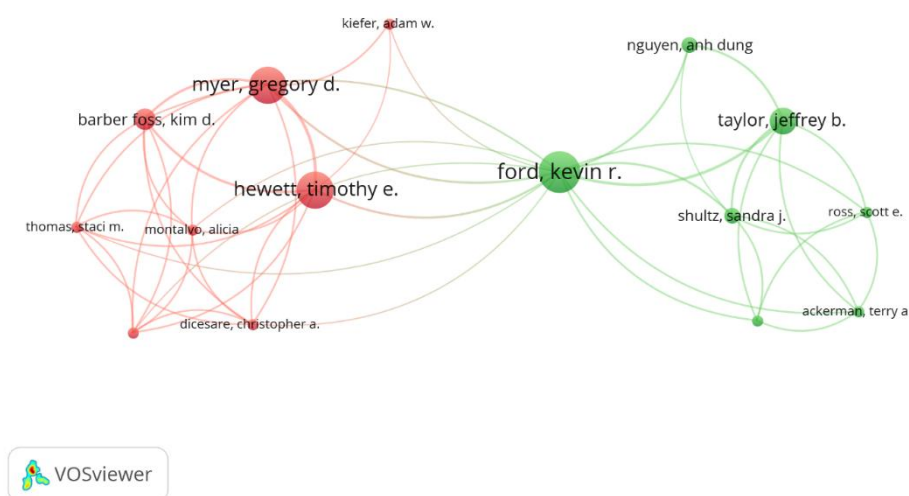 kiefer, adam w.
nguyen, anh dung
myer, gregory d.
barber foss, kim d.
taylor, jeffrey b.
ford, kevin r.
hewett, timothy e.
shultz, sandra j.
ross, scott e.
thomas, staci m.
montalvo, alicia
ackerman, terry a
dicesare, christopher a.
VOSviewer